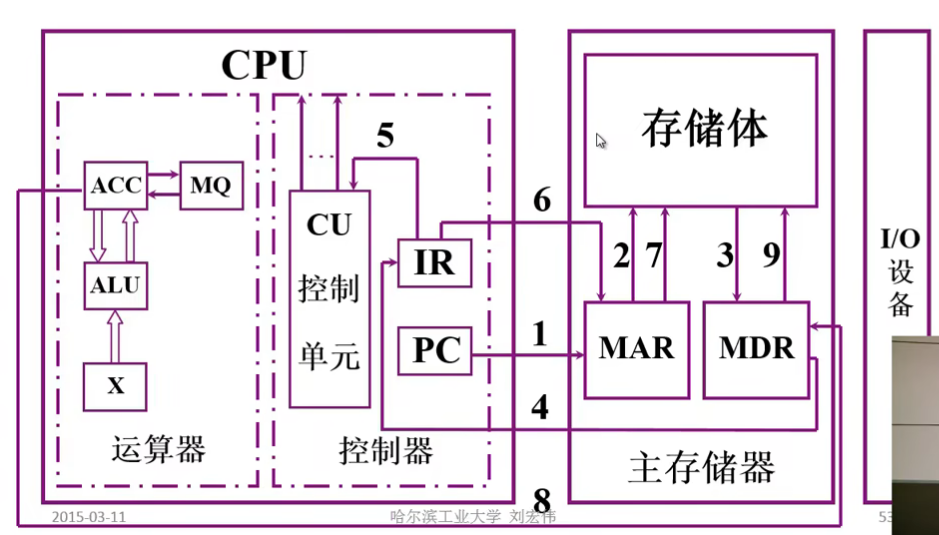 CPU
5
ACC
MQ
CU
控制
单元
IR
ALU
PC
X
运算器
控制器
6
1
4
8
存储体
2
7
3
9
MAR
MDR
主存储器
I/O
设
备
2015-03-11
哈尔滨工业大学 刘宏伟
53